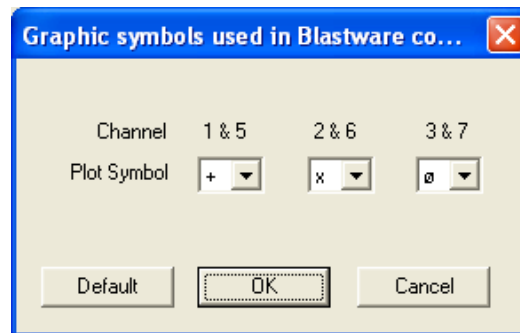 Graphic symbols used in Blastware co...
Channel 1 & 5 2 & 6 3 & 7
Plot Symbol + x ø
Default OK Cancel